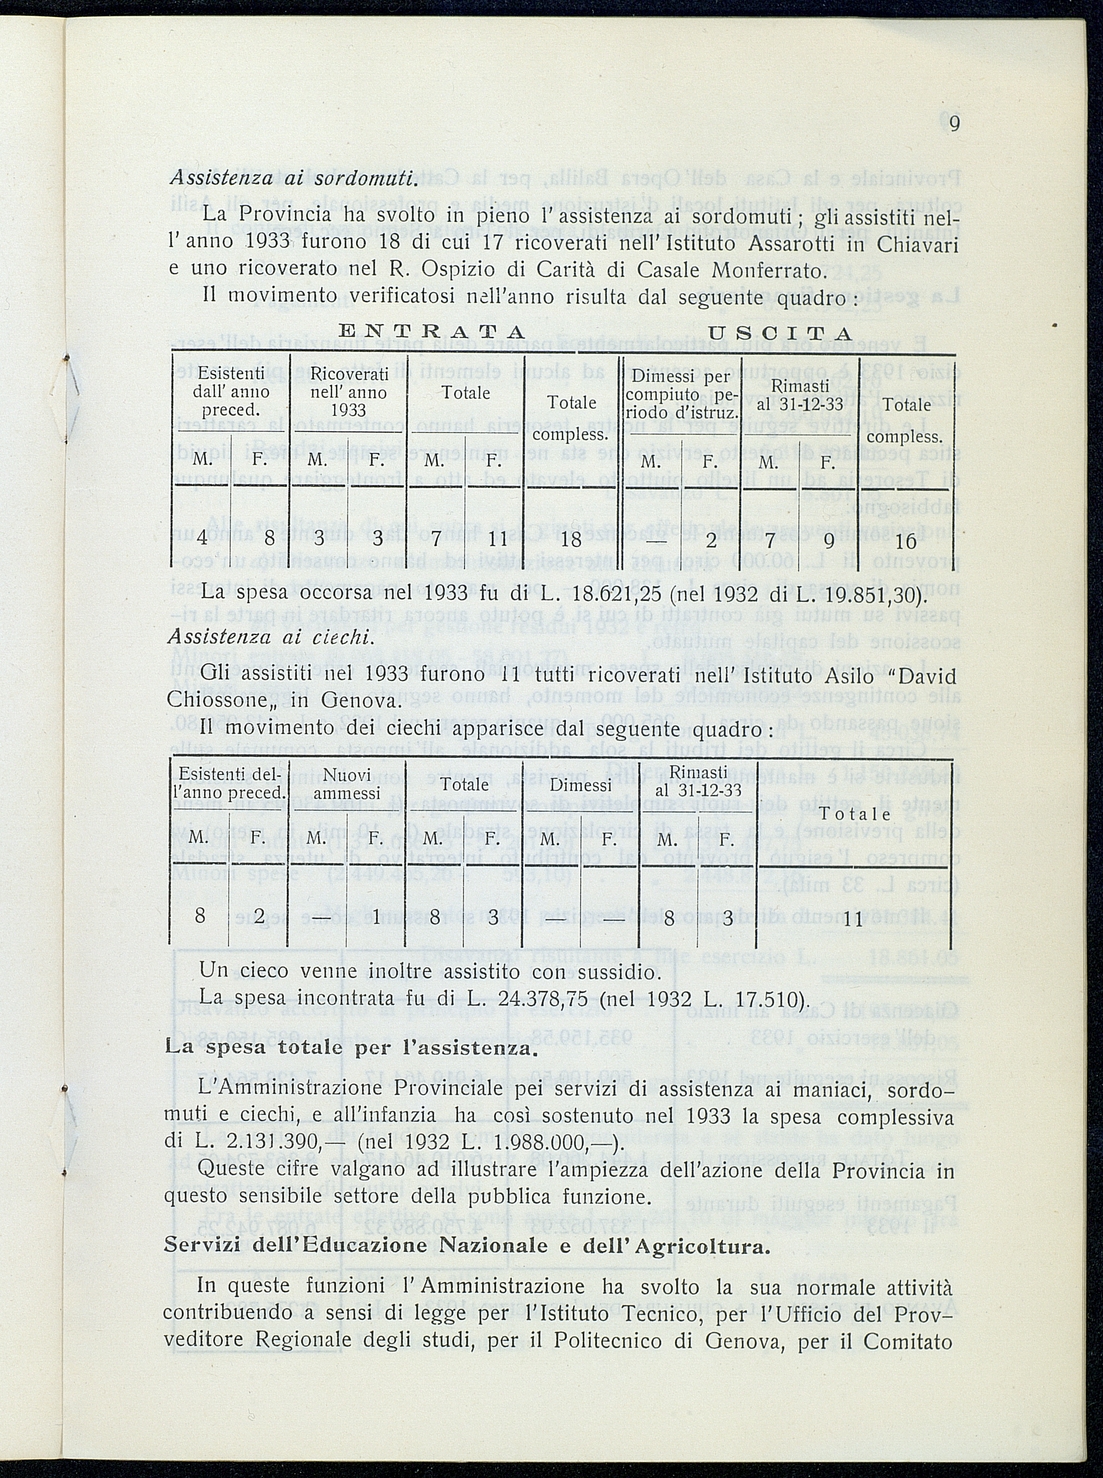 9
Assistenza ai sordomuti.
La Provincia ha svolto in pieno l' assistenza ai sordomuti ; gli assistiti nel-
l' anno 1933 furono 18 di cui 17 ricoverati nell' Istituto Assarotti in Chiavari
e uno ricoverato nel R. Ospizio di Carità di Casale Monferrato.
Il movimento verificatosi nell'anno risulta dal seguente quadro :
ENTRATA USCITA
Esistenti dall' anno preced. Ricoverati nell' anno 1933 Totale Totale compless. Dimessi per compiuto pe- riodo d'istruz. Rimasti al 31-12-33 Totale compless.
M. F. M. F. M. F. M. F. M. F.
4 8 3 3 7 11 18 — 2 7 9 16
La spesa occorsa nel 1933 fu di L. 18.621,25 (nel 1932 di L. 19.851,30).
Assistenza ai ciechi.
Gli assistiti nel 1933 furono 11 tutti ricoverati nell' Istituto Asilo "David
Chiossone„ in Genova.
Il movimento dei ciechi apparisce dal seguente quadro :
Esistenti del- l'anno preced. Nuovi ammessi Totale Dimessi Rimasti al 31-12-33 Totale
M. F. M. F. M. F. M. F. M. F.
8 2 — 1 8 3 — — 8 3 11
Un cieco venne inoltre assistito con sussidio.
La spesa incontrata fu di L. 24.378,75 (nel 1932 L. 17.510).
La spesa totale per l'assistenza.
L'Amministrazione Provinciale pei servizi di assistenza ai maniaci, sordo-
muti e ciechi, e all'infanzia ha così sostenuto nel 1933 la spesa complessiva
di L. 2.131.390,— (nel 1932 L. 1.988.000,—).
Queste cifre valgano ad illustrare l'ampiezza dell'azione della Provincia in
questo sensibile settore della pubblica funzione.
Servizi dell'Educazione Nazionale e dell' Agricoltura.
In queste funzioni l' Amministrazione ha svolto la sua normale attività
contribuendo a sensi di legge per l'Istituto Tecnico, per l'Ufficio del Prov-
veditore Regionale degli studi, per il Politecnico di Genova, per il Comitato